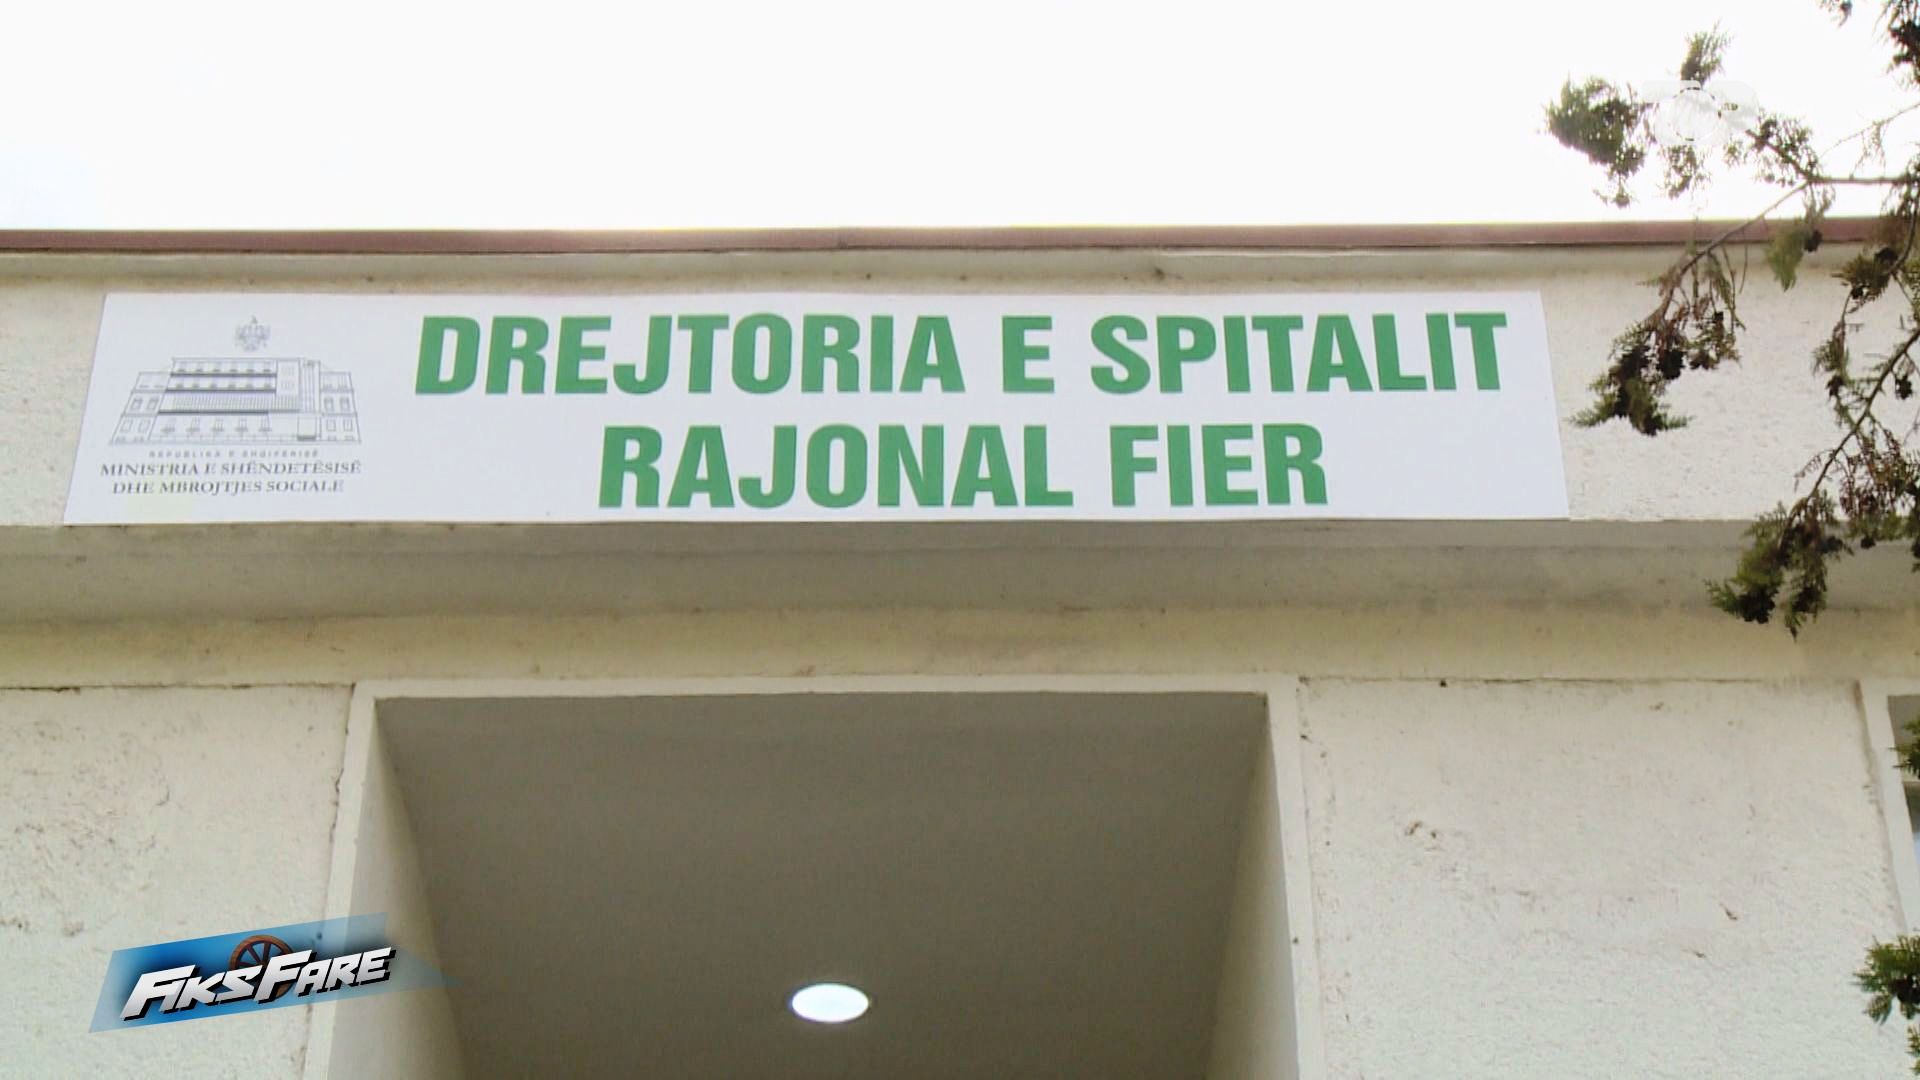 DREJTORIA E SPITALIT
RAJONAL FIER
REPUBLIKA E SHQIPËRISË
MINISTRIA E SHËNDETËSISË
DHE MBROJTJES SOCIALE
FIKSFARE